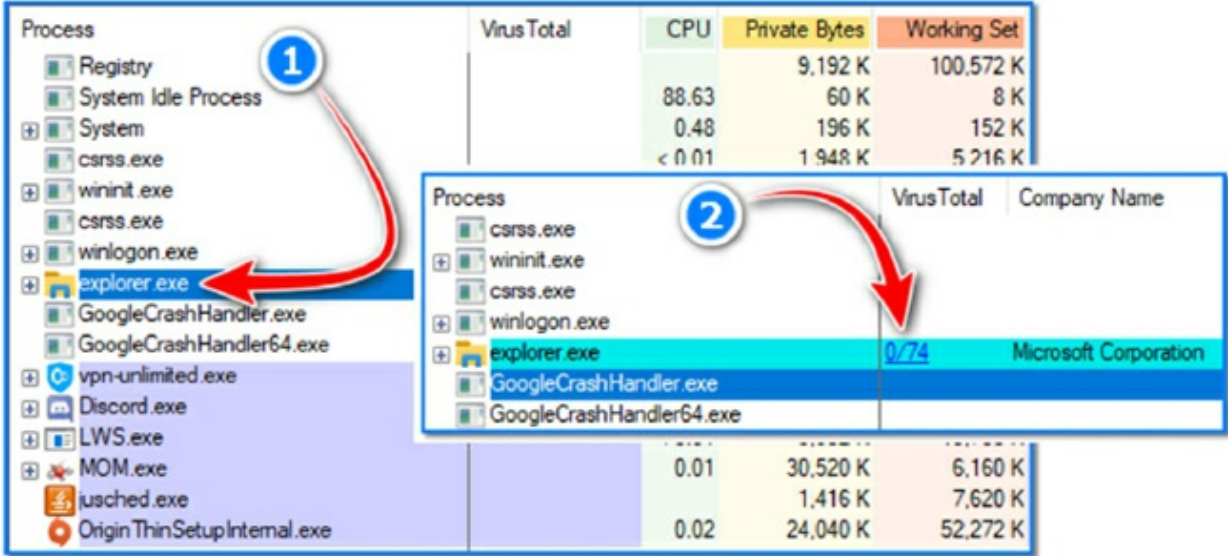 Process VirusTotal CPU Private Bytes Working Set
1
Registry 9,192 K 100,572 K
System Idle Process 88.63 60 K 8 K
System 0.48 196 K 152 K
csrss.exe < 0.01 1,948 K 5,216 K
wininit.exe
csrss.exe
winlogon.exe
explorer.exe
GoogleCrashHandler.exe
GoogleCrashHandler64.exe
vpn-unlimited.exe
Discord.exe
LWS.exe
MOM.exe 0.01 30,520 K 6,160 K
jusched.exe 1,416 K 7,620 K
OriginThinSetupInternal.exe 0.02 24,040 K 52,272 K
Process VirusTotal Company Name
2
csrss.exe
wininit.exe
csrss.exe
winlogon.exe
explorer.exe 0/74 Microsoft Corporation
GoogleCrashHandler.exe
GoogleCrashHandler64.exe